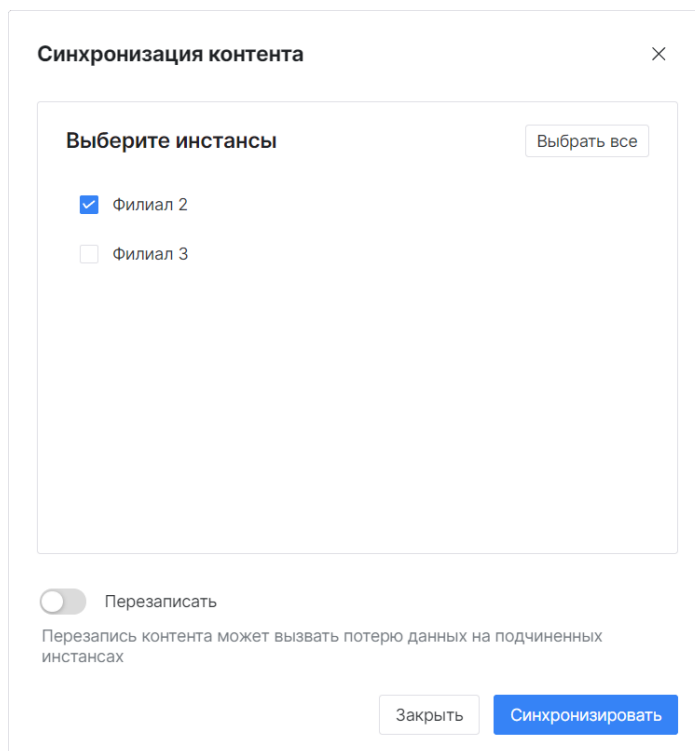 Синхронизация контента
Выберите инстансы
Выбрать все
Филиал 2
Филиал 3
Перезаписать
Перезапись контента может вызвать потерю данных на подчиненных
инстансах
Закрыть
Синхронизировать